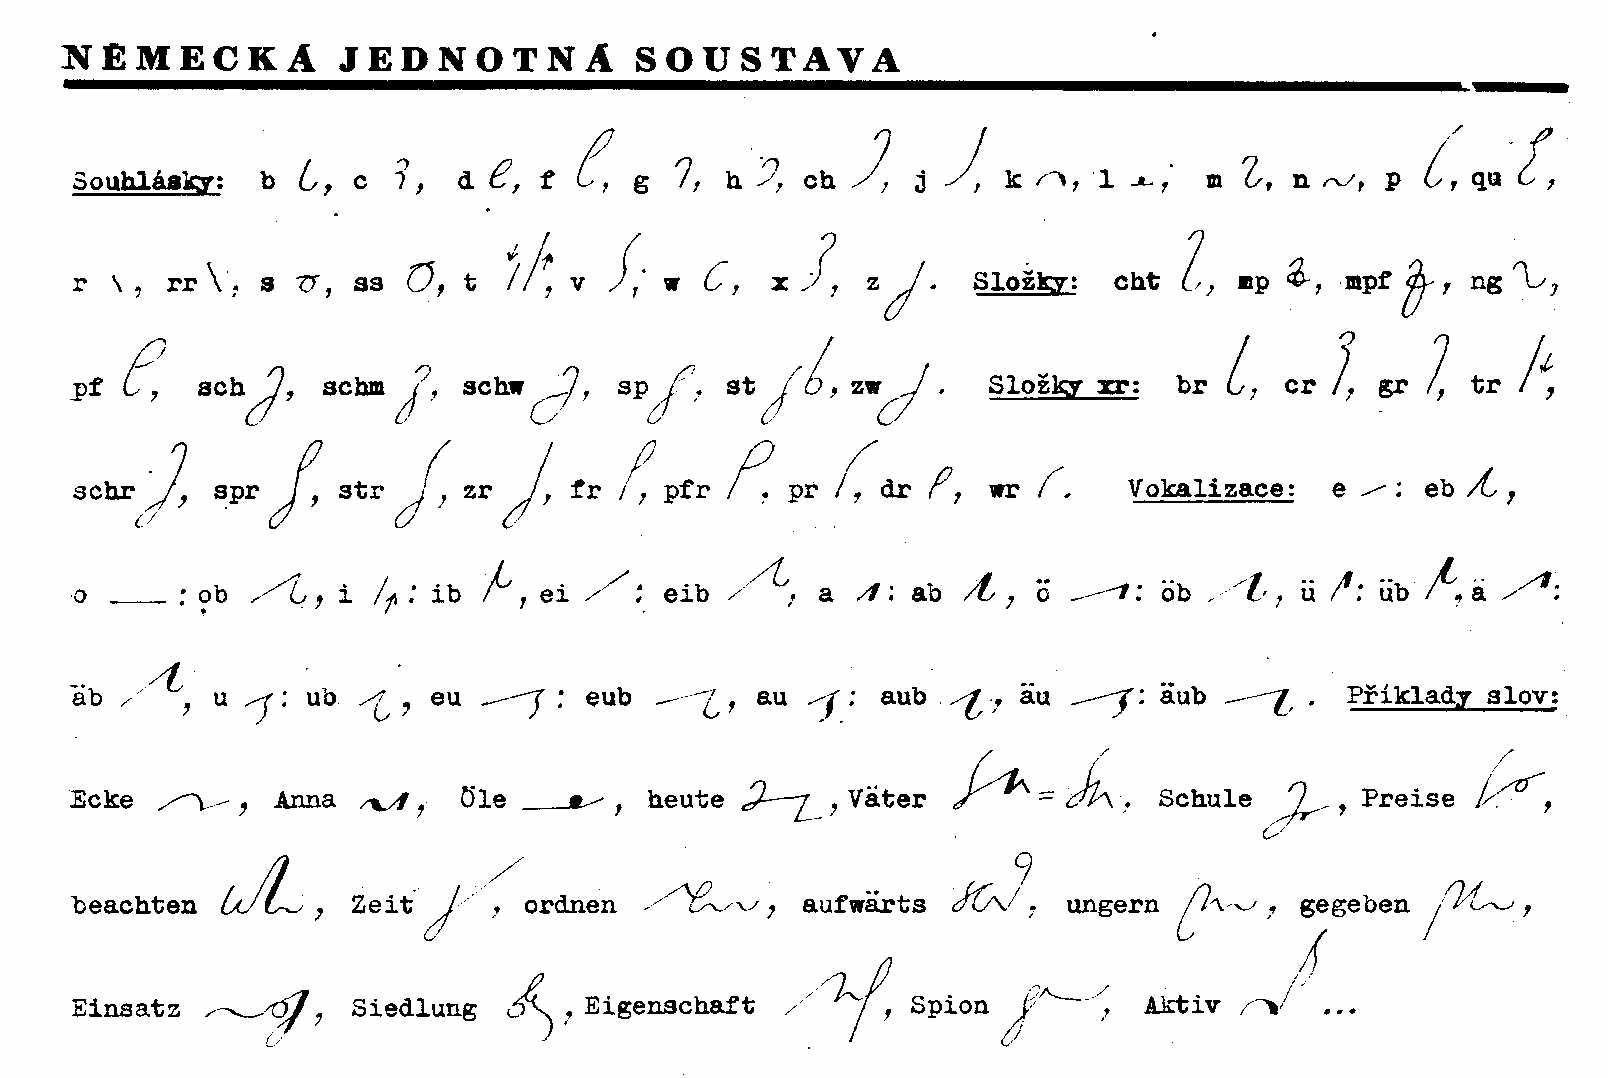 NĚMECKÁ JEDNOTNÁ SOUSTAVA
Souhlásky: b , c , d , f , g , h , ch , j , k , l , m , n , p , qu ,
r , rr , s , ss , t , v , w , x , z . Složky: cht , mp , mpf , ng ,
pf , sch , schm , schw , sp , st , zw . Složky xr: br , cr , gr , tr ,
schr , spr , str , zr , fr , pfr , pr , dr , wr . Vokalizace: e : eb ,
o : ob , i : ib , ei : eib , a : ab , ö : öb , ü : üb , ä :
äb , u : ub , eu : eub , au : aub , äu : äub . Příklady slov:
Ecke , Anna , Öle , heute , Väter = , Schule , Preise ,
beachten , Zeit , ordnen , aufwärts , ungern , gegeben ,
Einsatz , Siedlung , Eigenschaft , Spion , Aktiv ...